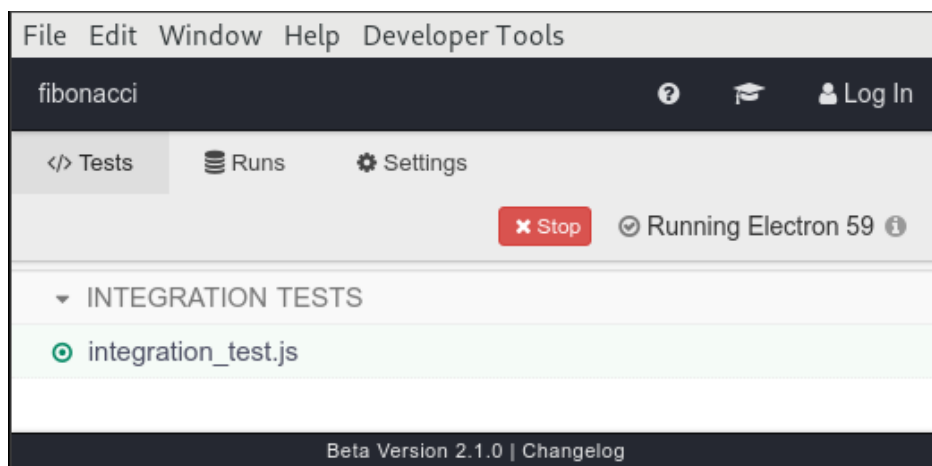 File Edit Window Help Developer Tools
fibonacci Log In
</> Tests Runs Settings
Stop Running Electron 59
INTEGRATION TESTS
integration_test.js
Beta Version 2.1.0 | Changelog